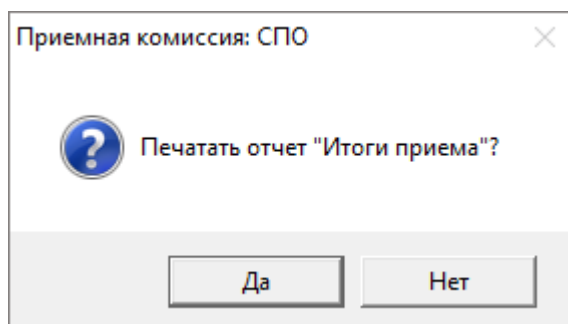 Приемная комиссия: СПО
Печатать отчет "Итоги приема"?
Да
Нет